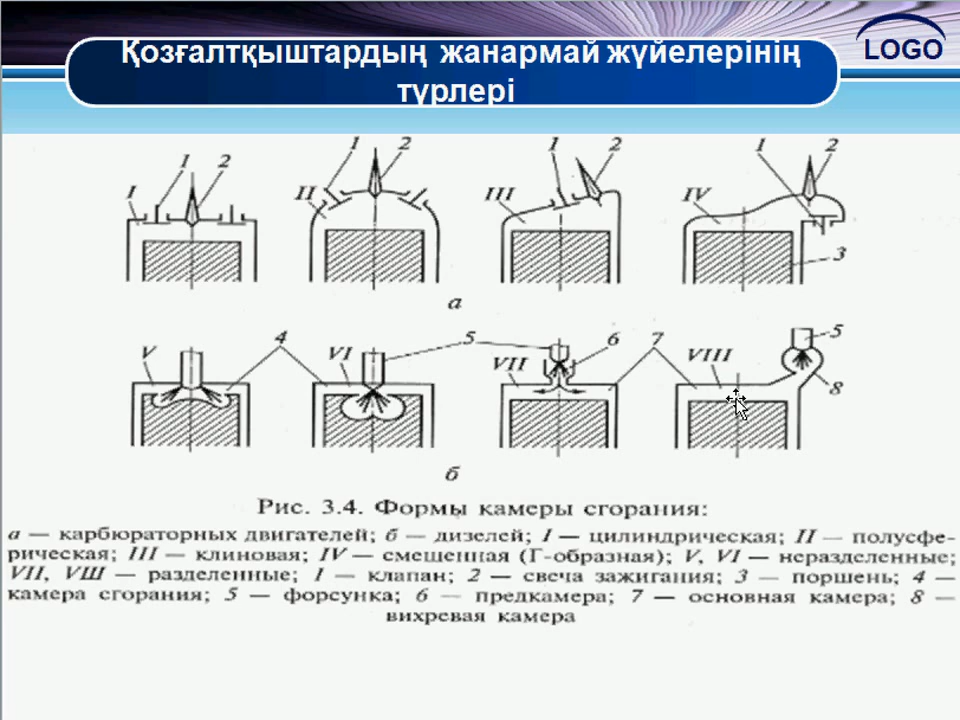 Қозғалтқыштардың жанармай жүйелерінің
түрлері
LOGO
I 1 2
II 1 2
III 1 2
IV 1 2
3
а
V 4
VI 5
VII 6
7 VIII 5
8
б
Рис. 3.4. Формы камеры сгорания:
а — карбюраторных двигателей; б — дизелей; I — цилиндрическая; II — полусфе-
рическая; III — клиновая; IV — смешенная (Г-образная); V, VI — неразделенные;
VII, VШ — разделенные; 1 — клапан; 2 — свеча зажигания; 3 — поршень; 4 —
камера сгорания; 5 — форсунка; 6 — предкамера; 7 — основная камера; 8 —
вихревая камера